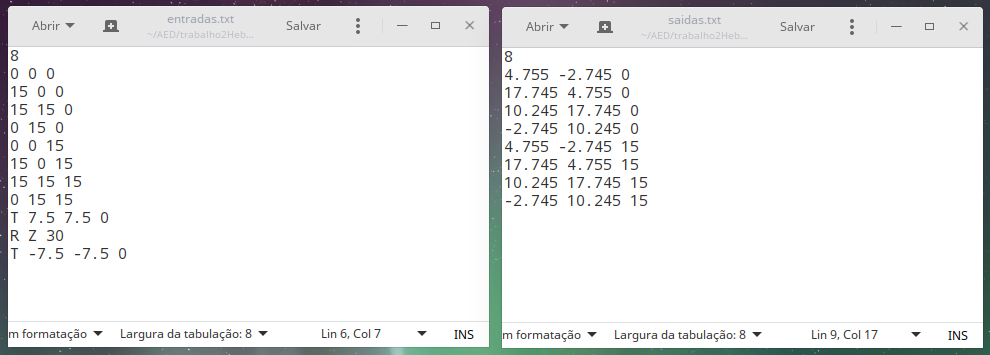 Abrir
entradas.txt
~/AED/trabalho2Heb...
Salvar
8
0 0 0
15 0 0
15 15 0
0 15 0
0 0 15
15 0 15
15 15 15
0 15 15
T 7.5 7.5 0
R Z 30
T -7.5 -7.5 0
m formatação
Largura da tabulação: 8
Lin 6, Col 7
INS
Abrir
saidas.txt
~/AED/trabalho2Heb...
Salvar
8
4.755 -2.745 0
17.745 4.755 0
10.245 17.745 0
-2.745 10.245 0
4.755 -2.745 15
17.745 4.755 15
10.245 17.745 15
-2.745 10.245 15
m formatação
Largura da tabulação: 8
Lin 9, Col 17
INS